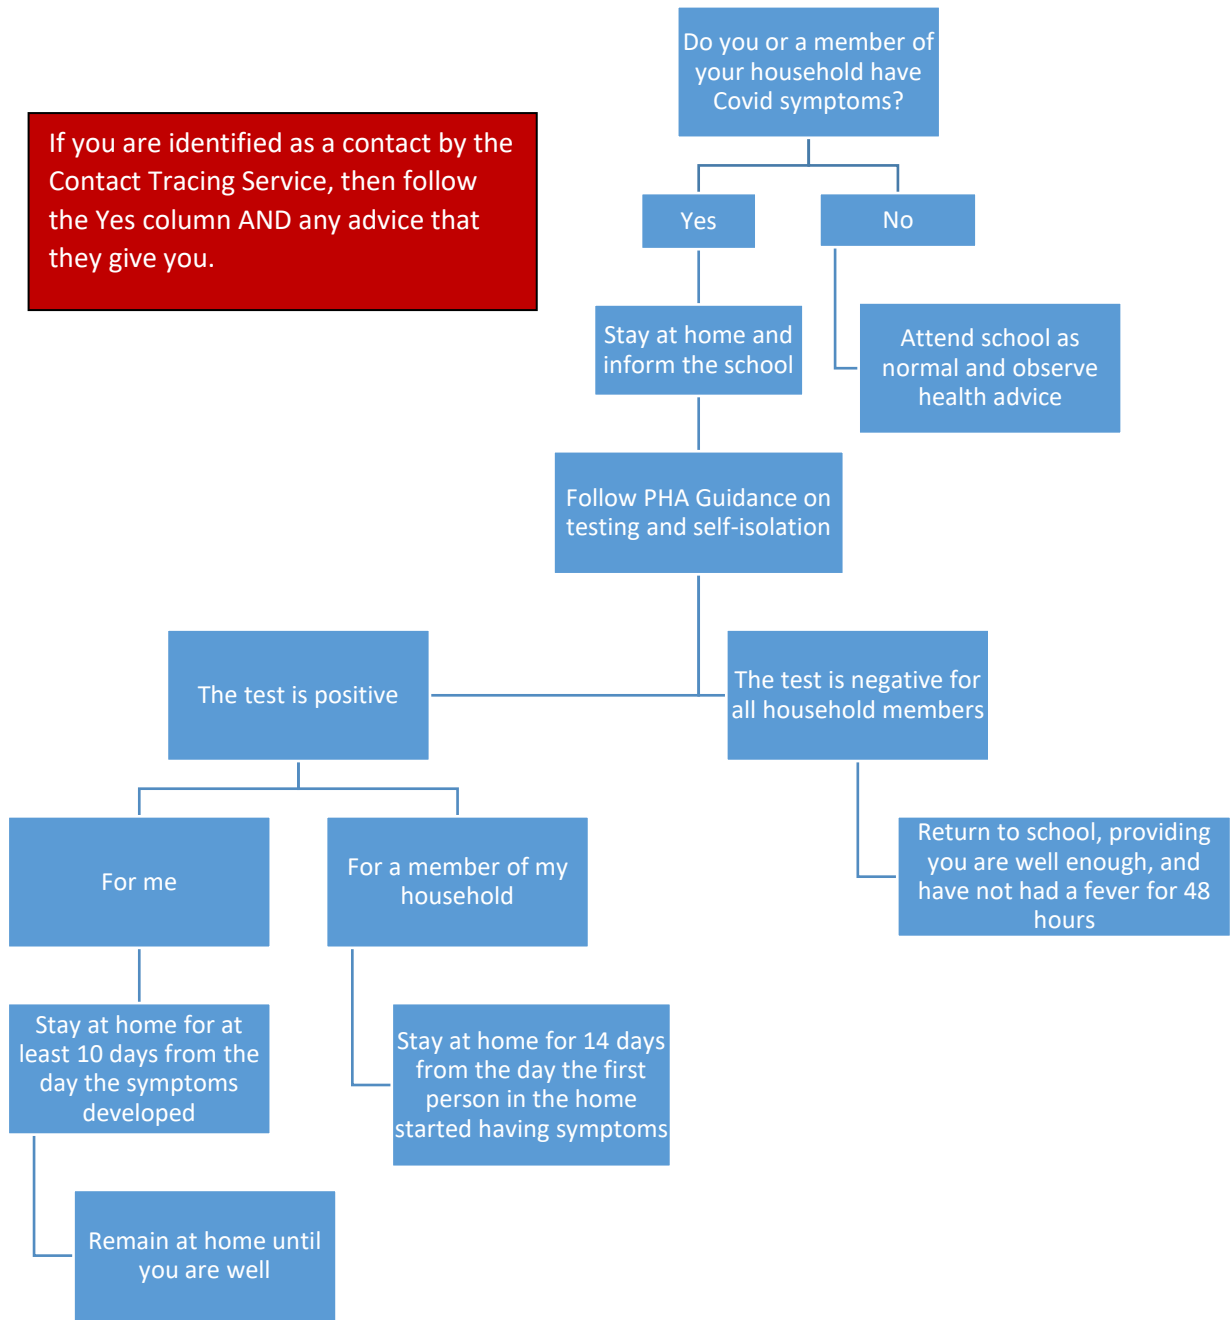 Do you or a member of
your household have
Covid symptoms?
If you are identified as a contact by the
Contact Tracing Service, then follow
the Yes column AND any advice that
they give you.
Yes
No
Stay at home and
inform the school
Attend school as
normal and observe
health advice
Follow PHA Guidance on
testing and self-isolation
The test is positive
The test is negative for
all household members
For me
For a member of my
household
Return to school, providing
you are well enough, and
have not had a fever for 48
hours
Stay at home for at
least 10 days from the
day the symptoms
developed
Stay at home for 14 days
from the day the first
person in the home
started having symptoms
Remain at home until
you are well